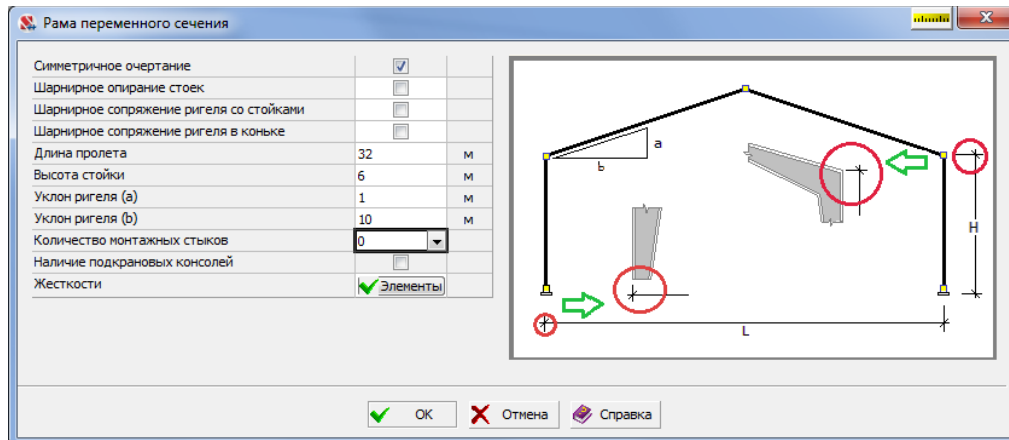 Рама переменного сечения
Симметричное очертание
Шарнирное опирание стоек
Шарнирное сопряжение ригеля со стойками
Шарнирное сопряжение ригеля в коньке
Длина пролета 32 м
Высота стойки 6 м
Уклон ригеля (a) 1 м
Уклон ригеля (b) 10 м
Количество монтажных стыков 0
Наличие подкрановых консолей
Жесткости Элементы
a
b
H
L
OK Отмена Справка